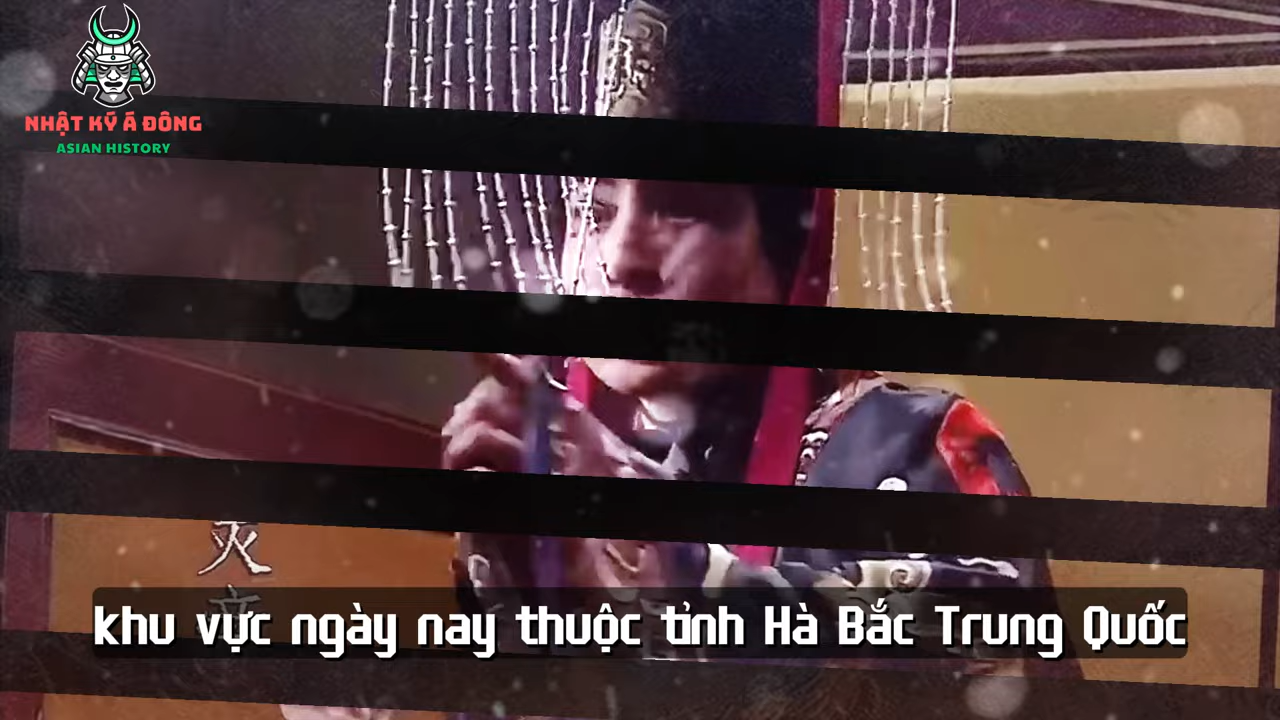 NHẬT KÝ Á ĐÔNG
ASIAN HISTORY
khu vực ngày nay thuộc tỉnh Hà Bắc Trung Quốc